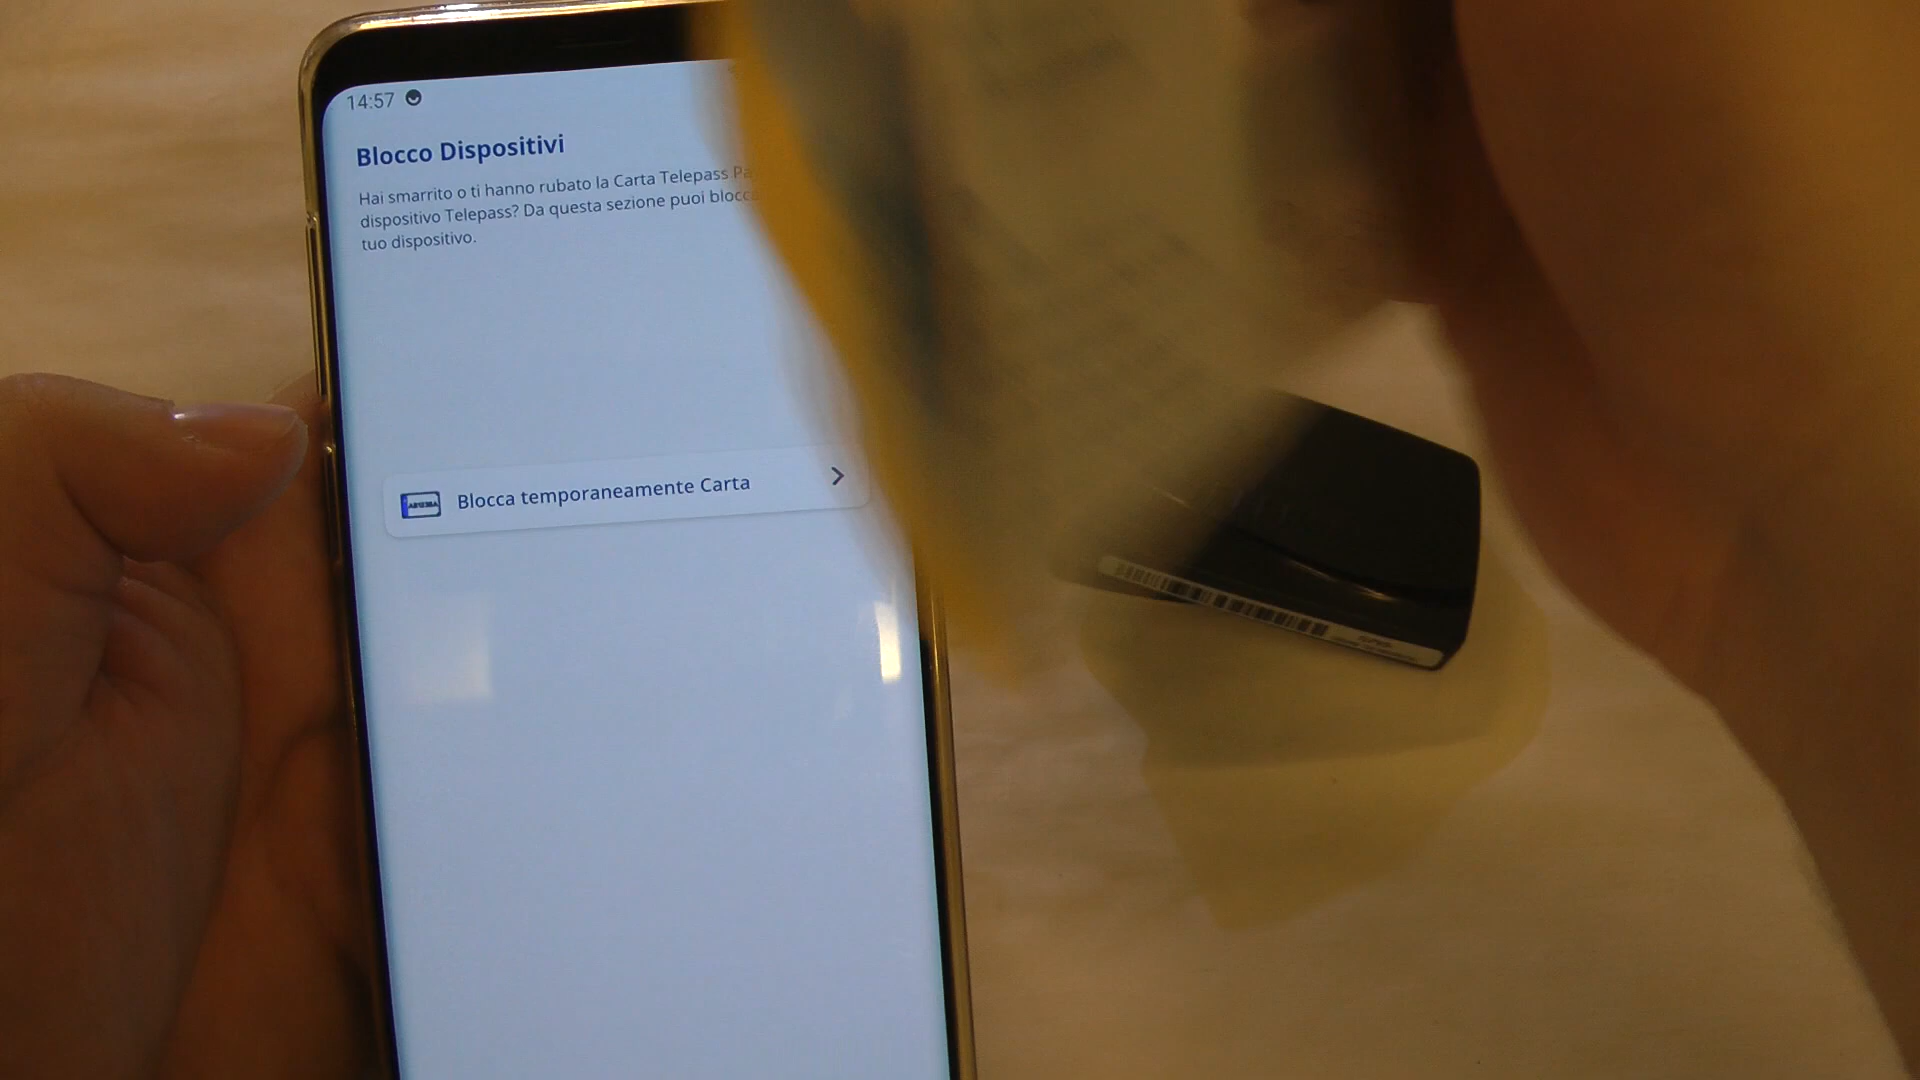 14:57
Blocco Dispositivi
Hai smarrito o ti hanno rubato la Carta Telepass
dispositivo Telepass? Da questa sezione puoi
tuo dispositivo.
Blocca temporaneamente Carta